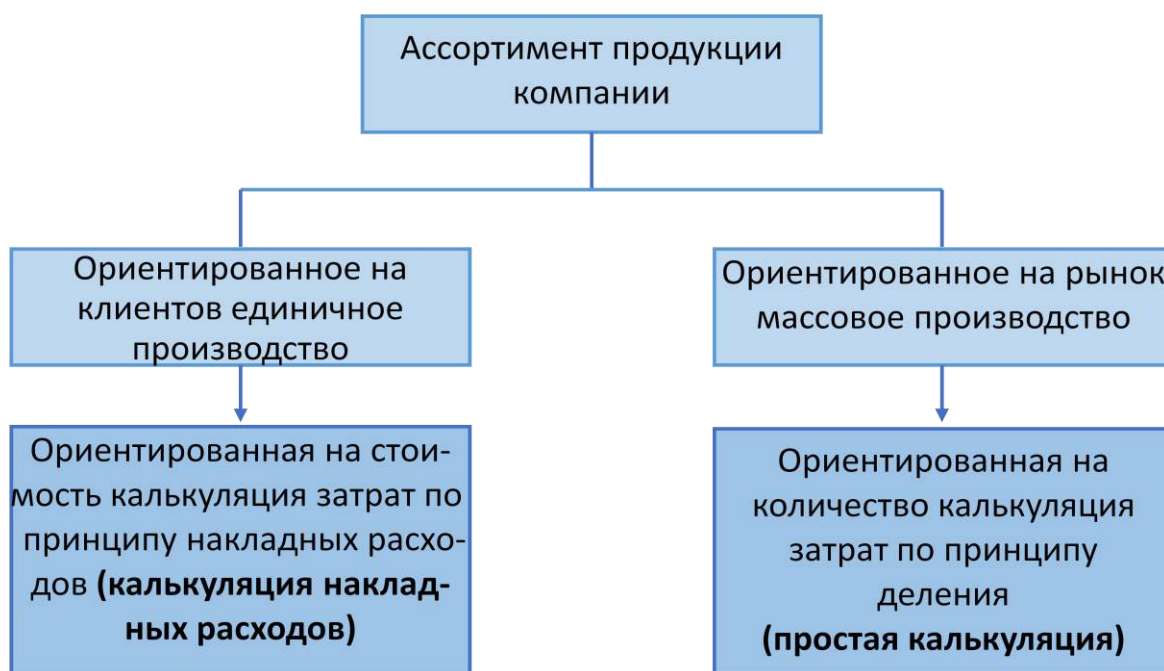 Ассортимент продукции
компании
Ориентированное на
клиентов единичное
производство
Ориентированное на рынок
массовое производство
Ориентированная на стои-
мость калькуляция затрат по
принципу накладных расхо-
дов (калькуляция наклад-
ных расходов)
Ориентированная на
количество калькуляция
затрат по принципу
деления
(простая калькуляция)